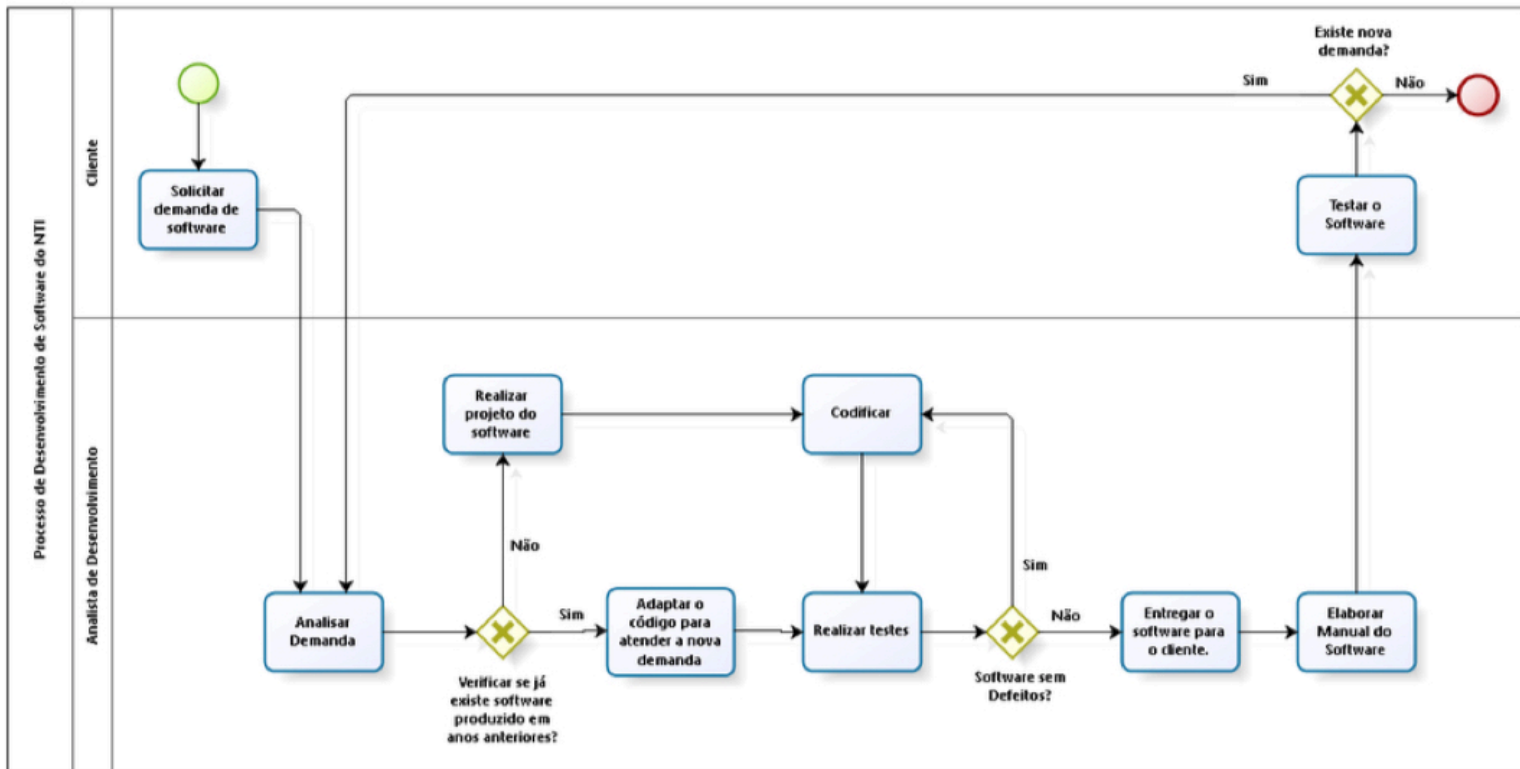 Processo de Desenvolvimento de Software do NTI
Cliente
Solicitar
demanda de
software
Sim
Existe nova
demanda?
Não
Testar o
Software
Analista de Desenvolvimento
Analisar
Demanda
Verificar se já
existe software
produzido em
anos anteriores?
Não
Realizar
projeto do
software
Sim
Adaptar o
código para
atender a nova
demanda
Codificar
Realizar testes
Software sem
Defeitos?
Sim
Não
Entregar o
software para
o cliente.
Elaborar
Manual do
Software